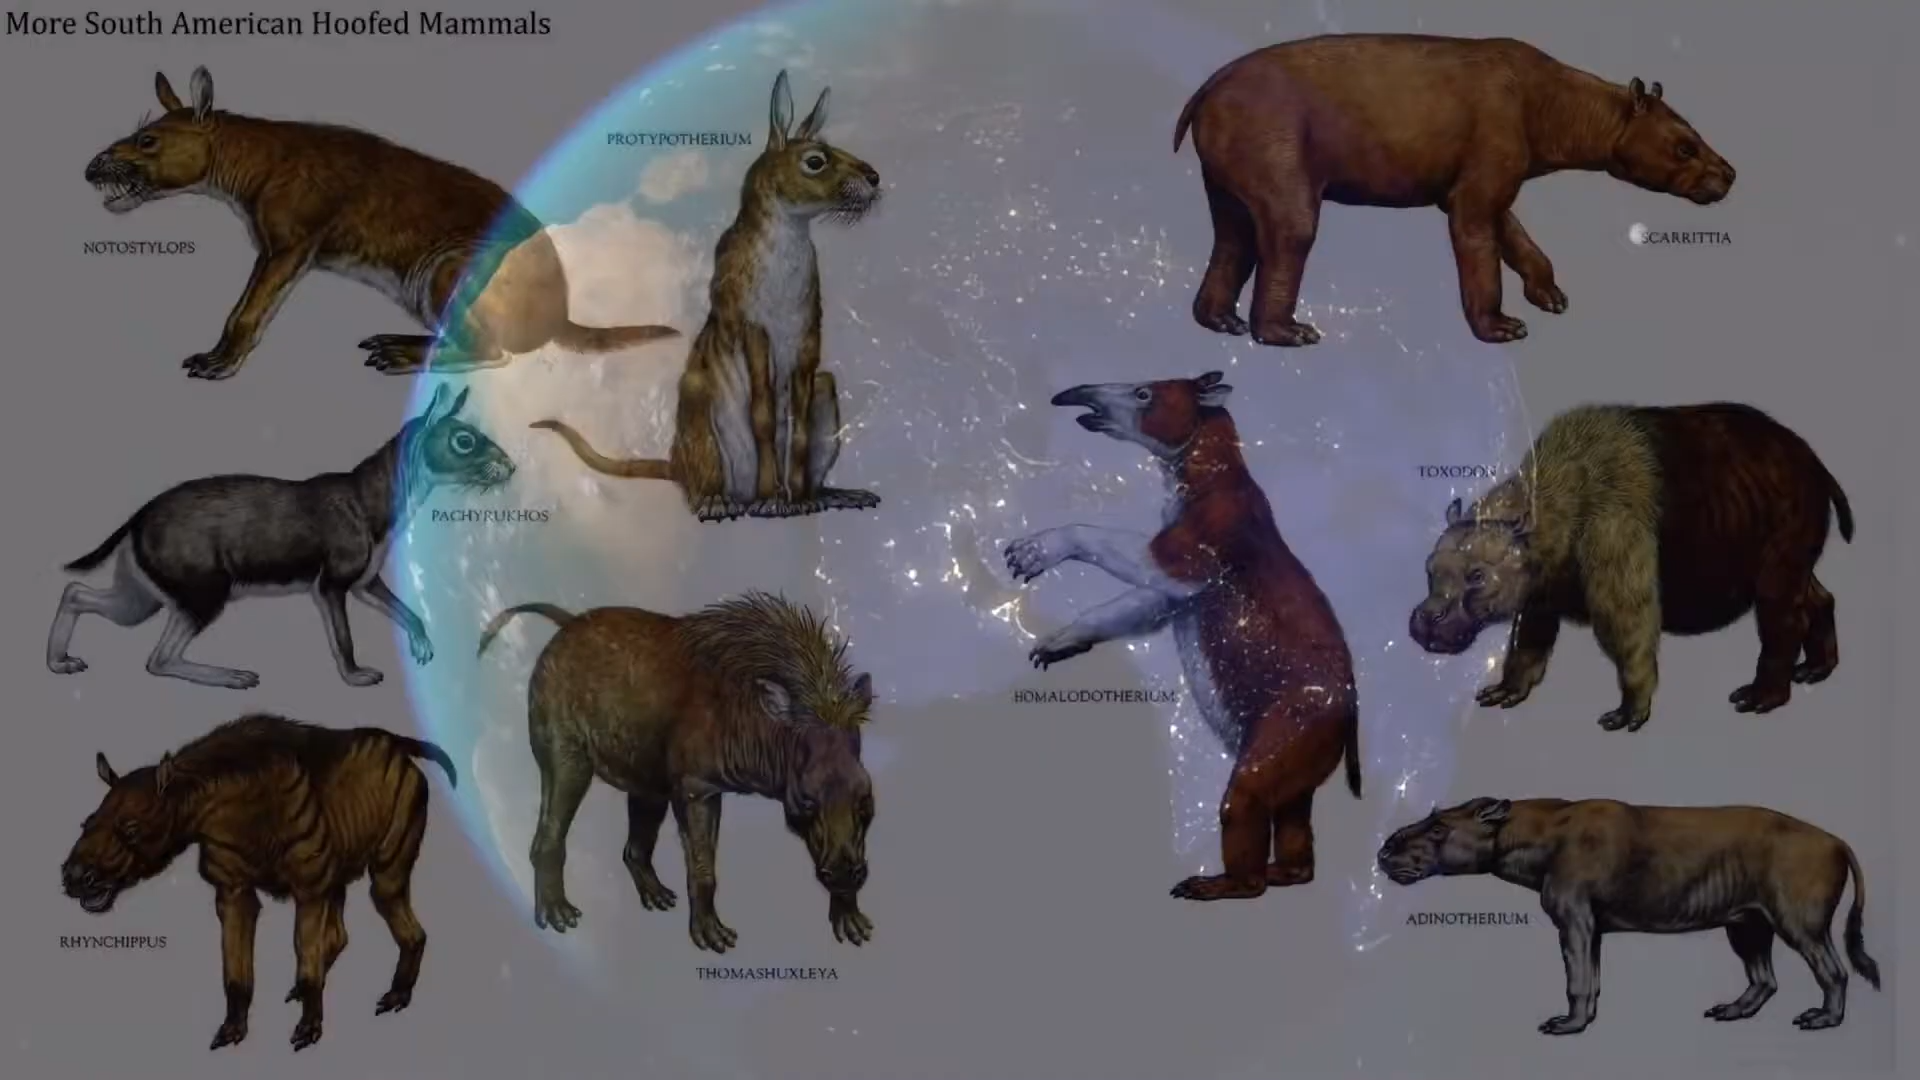 More South American Hoofed Mammals
PROTYPOTHERIUM
NOTOSTYLOPS
SCARRITTIA
TOXODON
PACHYRUKHOS
HOMALODOTHERIUM
ADINOTHERIUM
RHYNCHIPPUS
THOMASHUXLEYA